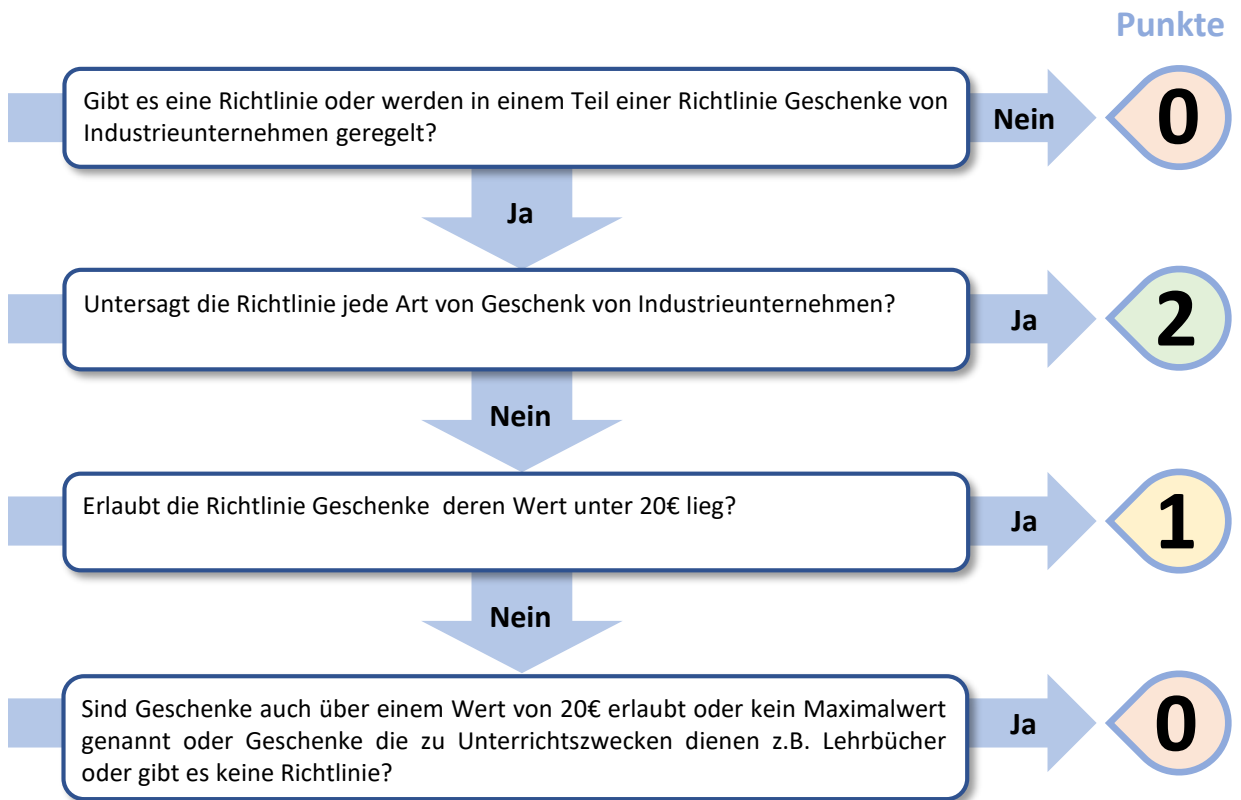 Punkte
Gibt es eine Richtlinie oder werden in einem Teil einer Richtlinie Geschenke von
Industrieunternehmen geregelt?
Nein
0
Ja
Untersagt die Richtlinie jede Art von Geschenk von Industrieunternehmen?
Ja
2
Nein
Erlaubt die Richtlinie Geschenke  deren Wert unter 20€ lieg?
Ja
1
Nein
Sind Geschenke auch über einem Wert von 20€ erlaubt oder kein Maximalwert
genannt oder Geschenke die zu Unterrichtszwecken dienen z.B. Lehrbücher
oder gibt es keine Richtlinie?
Ja
0